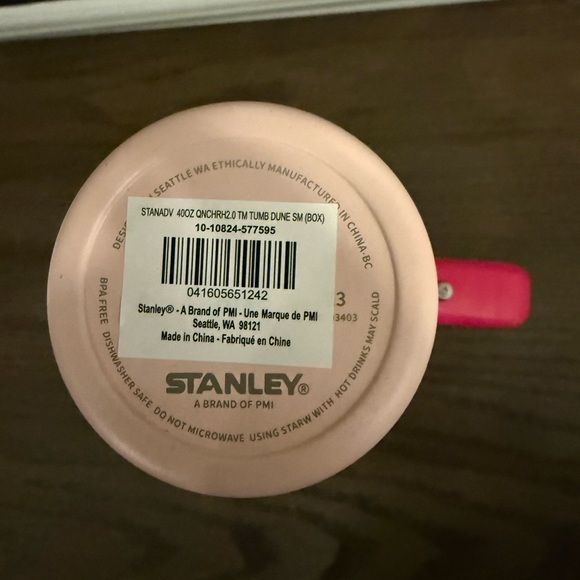 DES
SEATTLE WA ETHICALLY MANUFACTURED IN CHINA·BC
STANADV 40OZ QNCHRH2.0 TM TUMB DUNE SM (BOX)
10-10824-577595
041605651242
Stanley® - A Brand of PMI - Une Marque de PMI
Seattle, WA 98121
Made in China - Fabriqué en Chine
3
3403
STANLEY®
A BRAND OF PMI
BPA FREE DISHWASHER SAFE DO NOT MICROWAVE USING STARW WITH HOT DRINKS MAY SCALD